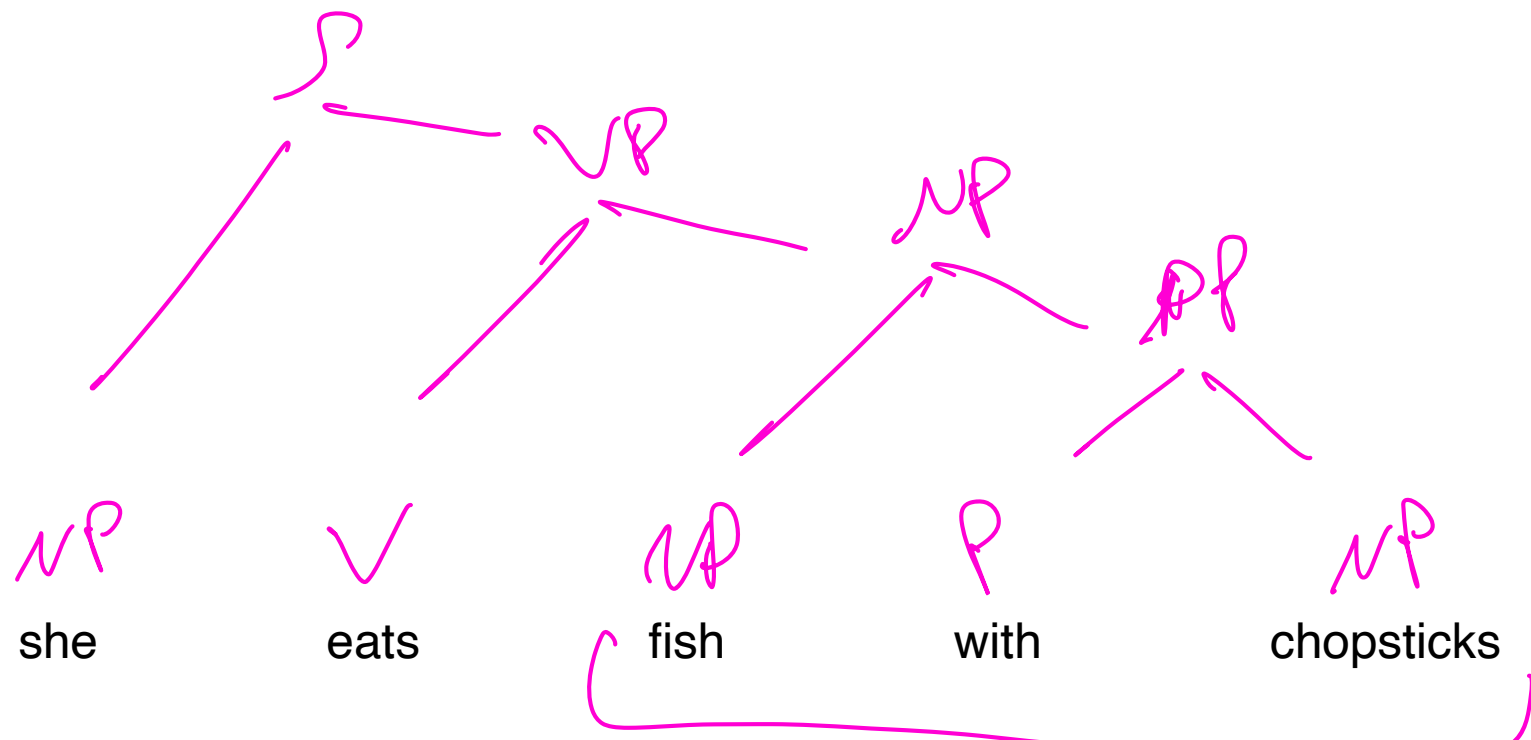 S
VP
NP
PP
NP V NP P NP
she eats fish with chopsticks